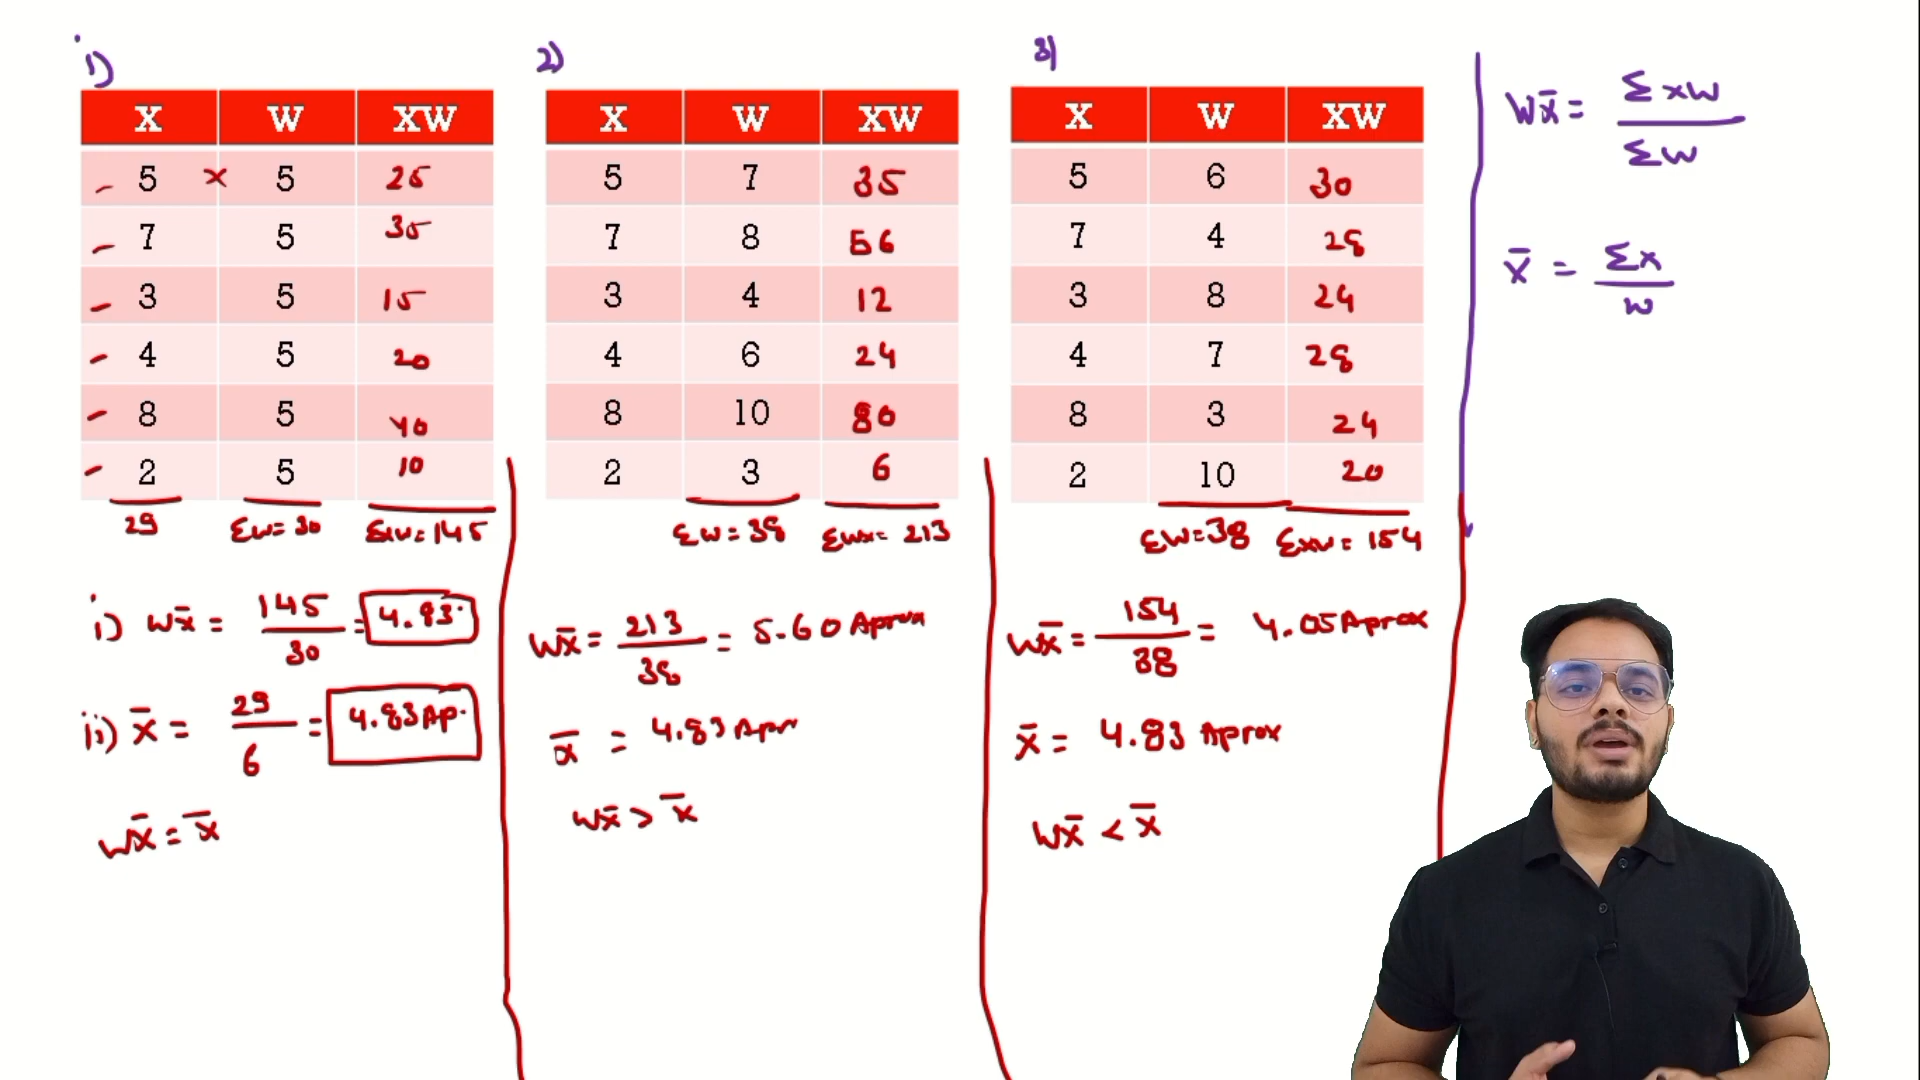 1)
X W XW
- 5 × 5 25
- 7 5 35
- 3 5 15
- 4 5 20
- 8 5 40
- 2 5 10
29 Σw=30 Σxw=145
i) wx̄ = 145/30 = 4.83
ii) x̄ = 29/6 = 4.83 Ap.
wx̄ = x̄
2)
X W XW
5 7 35
7 8 56
3 4 12
4 6 24
8 10 80
2 3 6
Σw=38 Σwx=213
wx̄ = 213/38 = 5.60 Aprox
x̄ = 4.83 Apr
wx̄ > x̄
3)
X W XW
5 6 30
7 4 28
3 8 24
4 7 28
8 3 24
2 10 20
Σw=38 Σxw=154
wx̄ = 154/38 = 4.05 Aprox
x̄ = 4.83 Aprox
wx̄ < x̄
Wx̄ = Σxw/Σw
x̄ = Σx/w